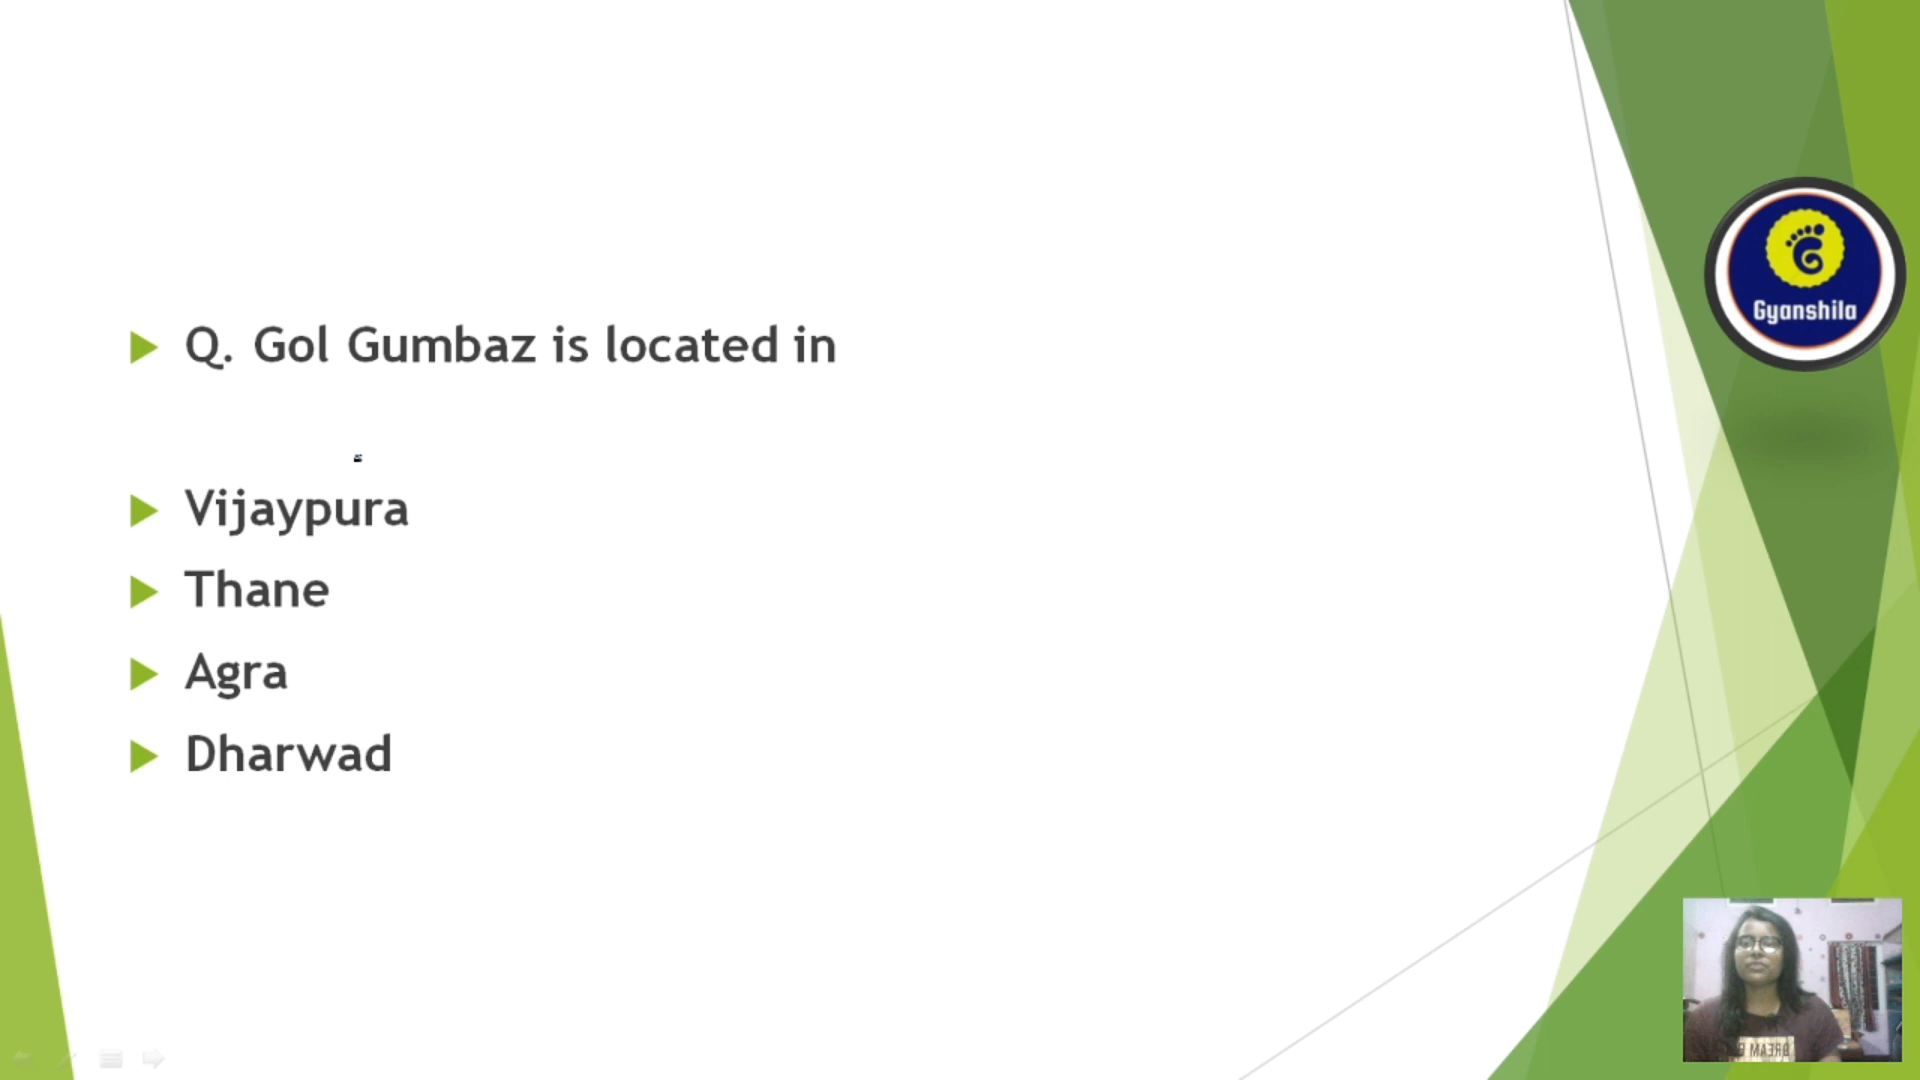 Gyanshila
Q. Gol Gumbaz is located in
Vijaypura
Thane
Agra
Dharwad